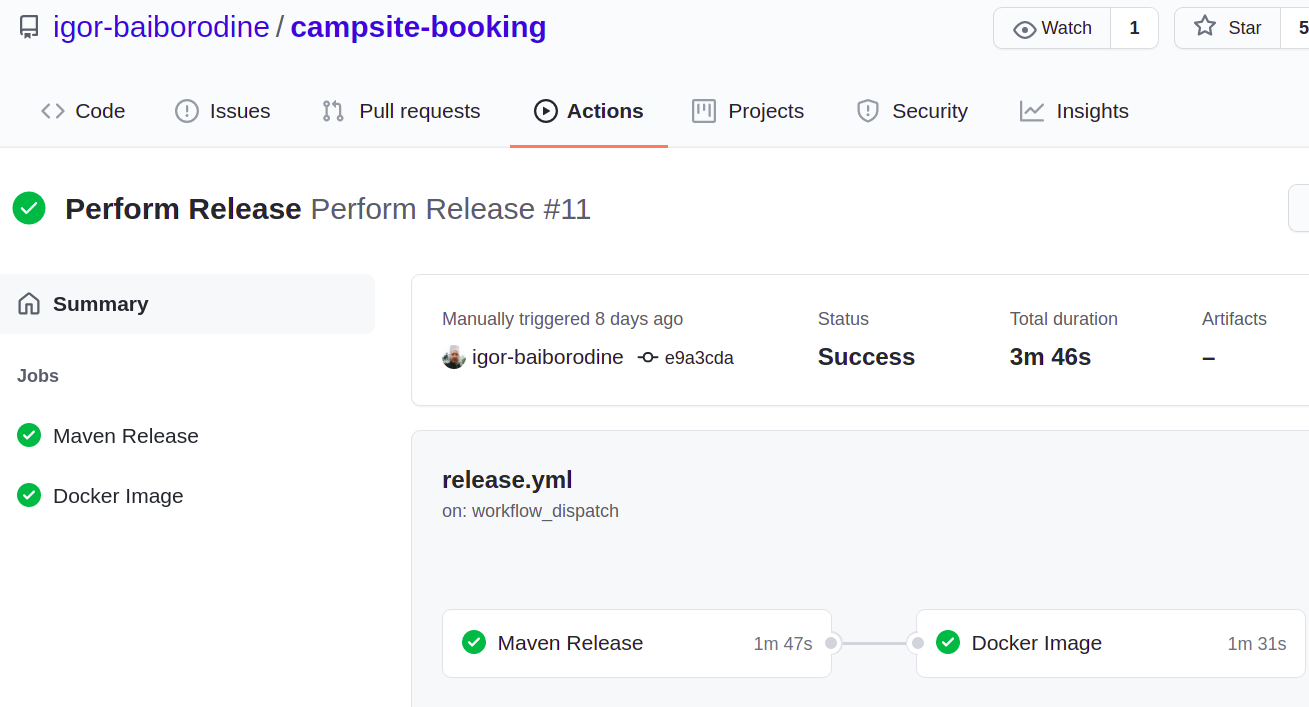 igor-baiborodine / campsite-booking
Watch 1 Star 5
Code Issues Pull requests Actions Projects Security Insights
Perform Release Perform Release #11
Summary
Manually triggered 8 days ago Status Total duration Artifacts
igor-baiborodine e9a3cda Success 3m 46s –
Jobs
Maven Release
Docker Image
release.yml
on: workflow_dispatch
Maven Release 1m 47s Docker Image 1m 31s